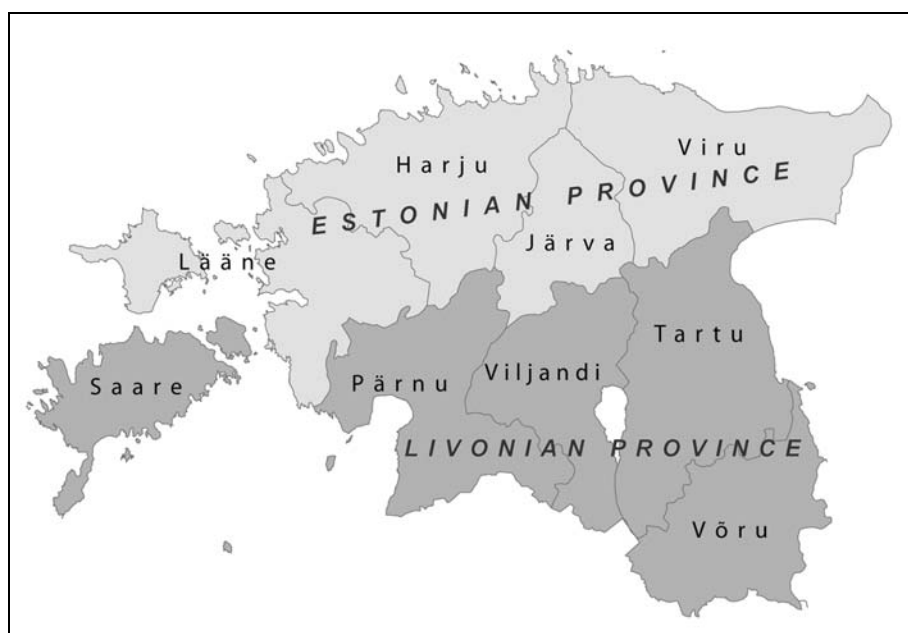 Harju
Viru
ESTONIAN PROVINCE
Järva
Lääne
Tartu
Saare
Pärnu
Viljandi
LIVONIAN PROVINCE
Võru